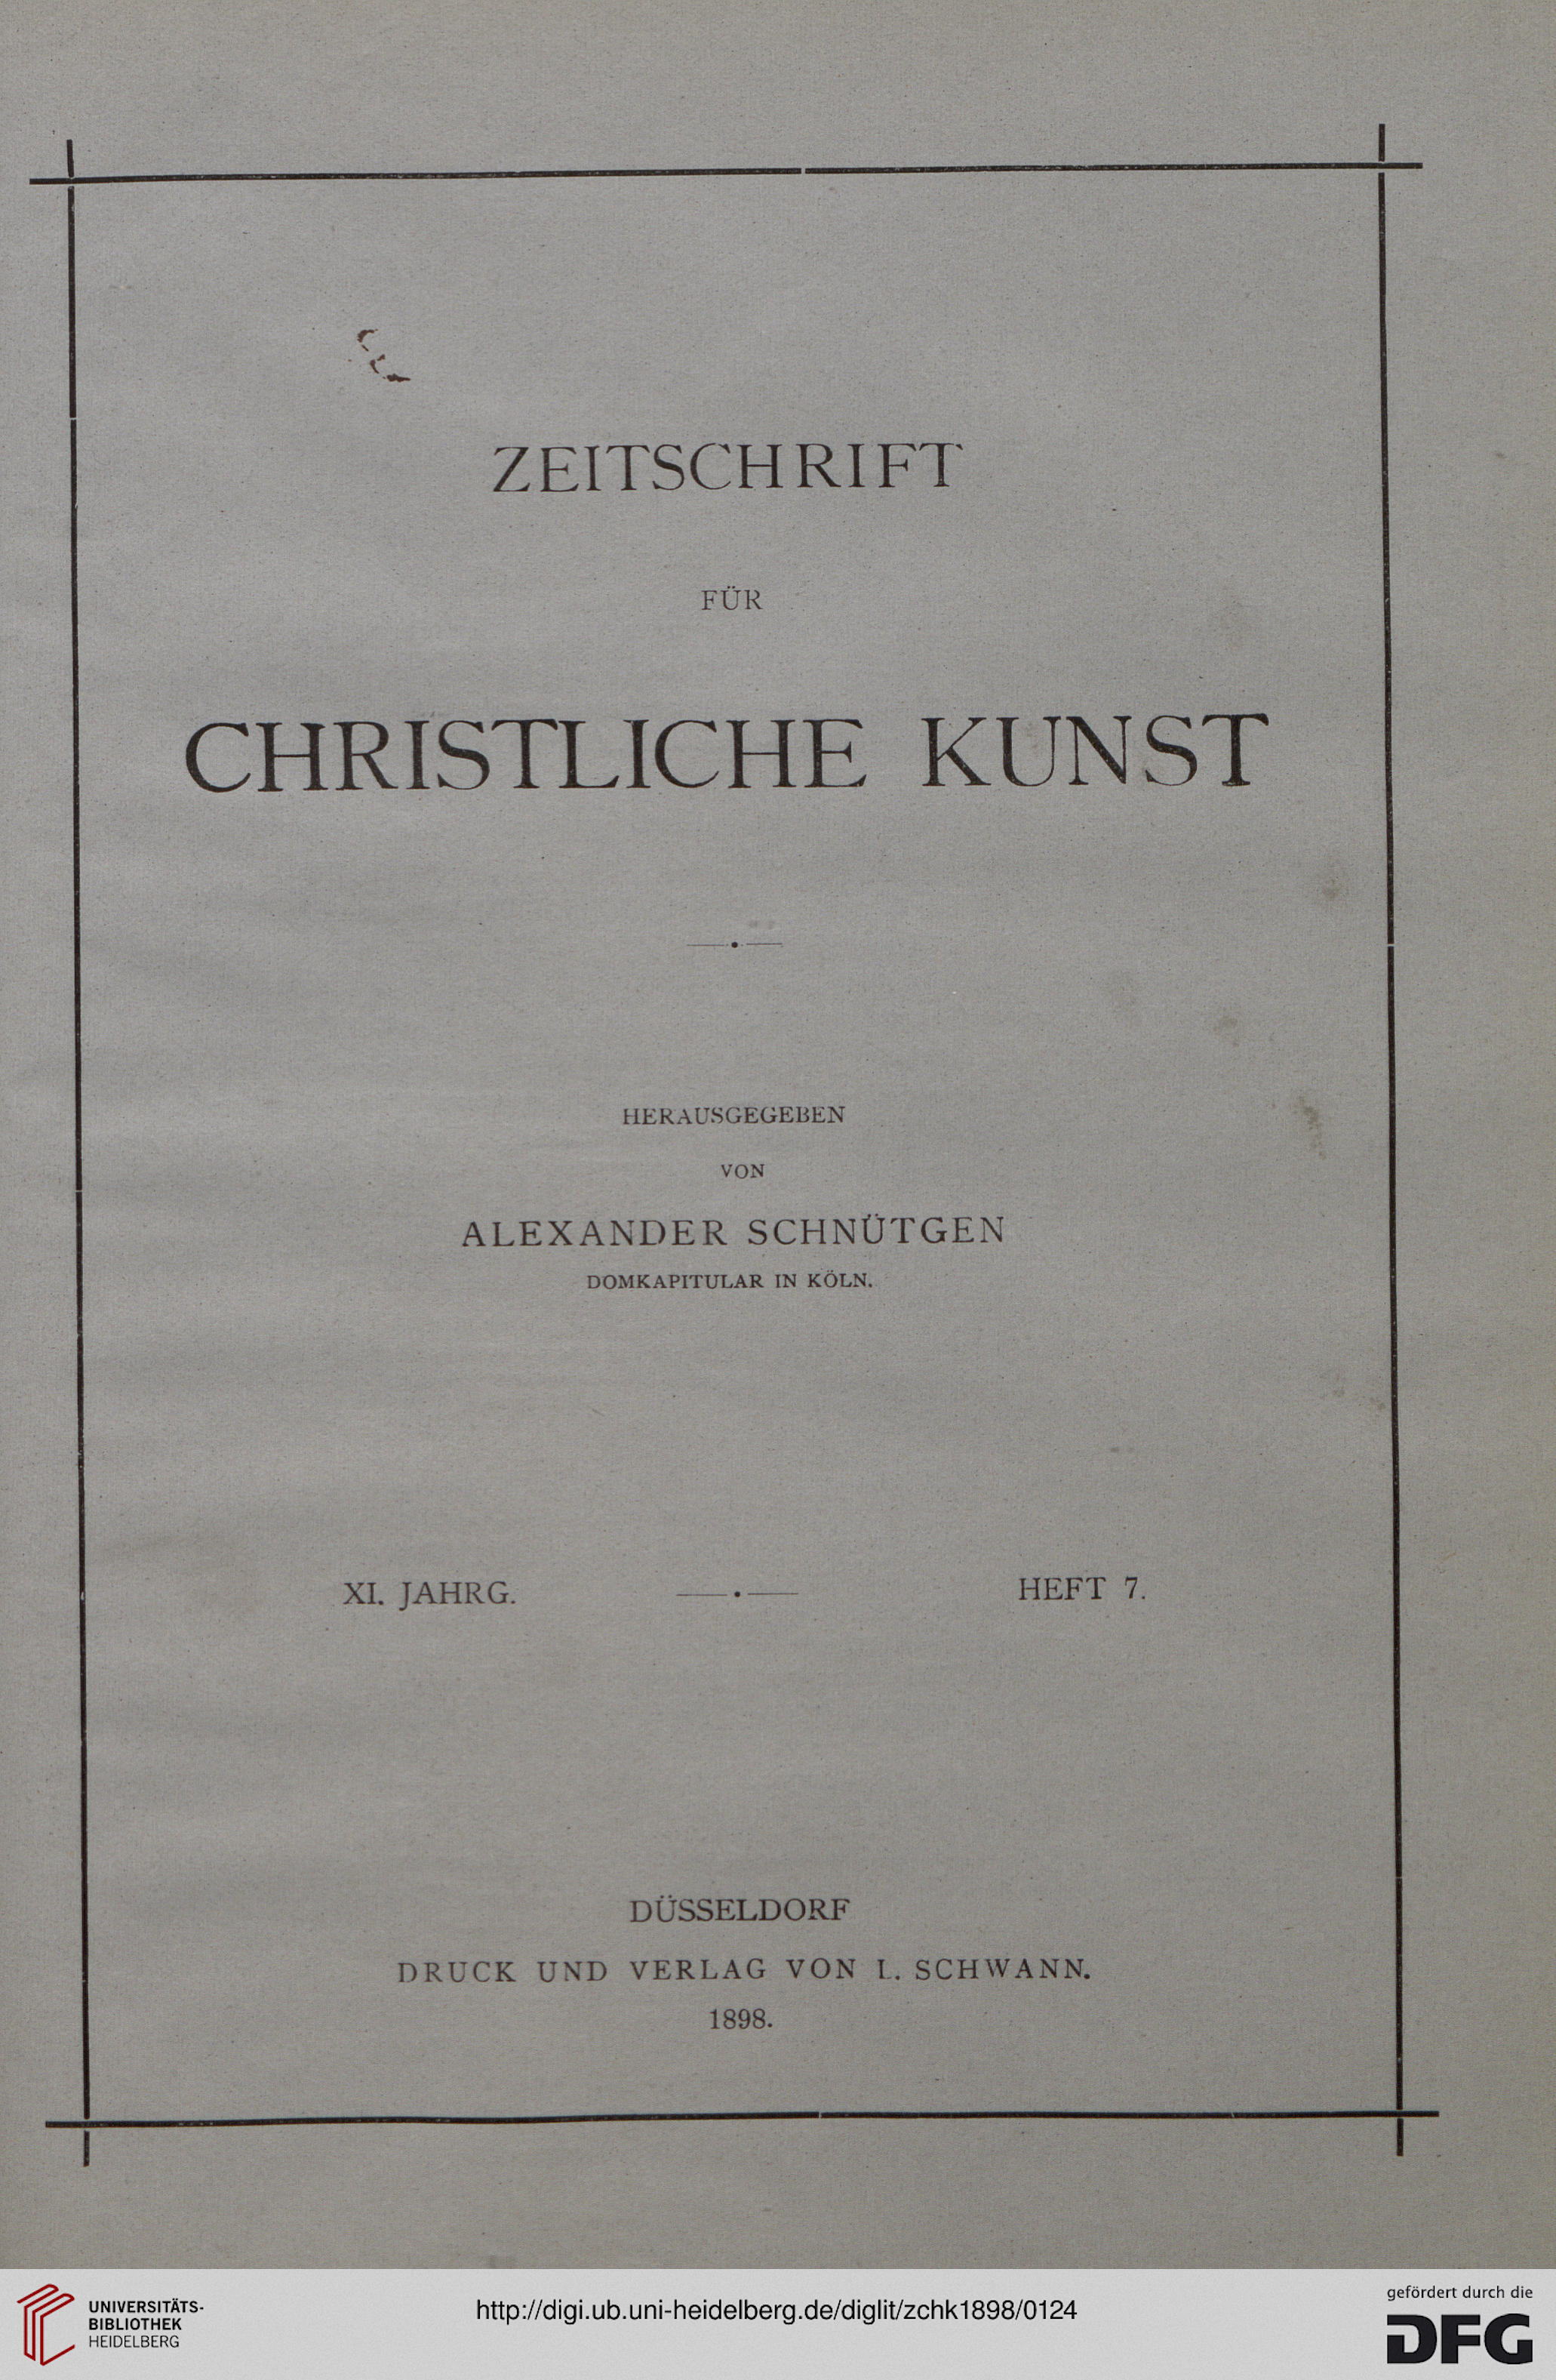 ZEITSCHRIFT
FÜR
CHRISTLICHE KUNST
HERAUSGEGEBEN
VON
ALEXANDER SCHNÜTGEN
DOMKAPITULAR IN KÖLN.
XI. JAHRG. HEFT 7.
DÜSSELDORF
DRUCK UND VERLAG VON L. SCHWANN.
1898.
UNIVERSITÄTS-
BIBLIOTHEK
HEIDELBERG
http://digi.ub.uni-heidelberg.de/diglit/zchk1898/0124
gefördert durch die
DFG